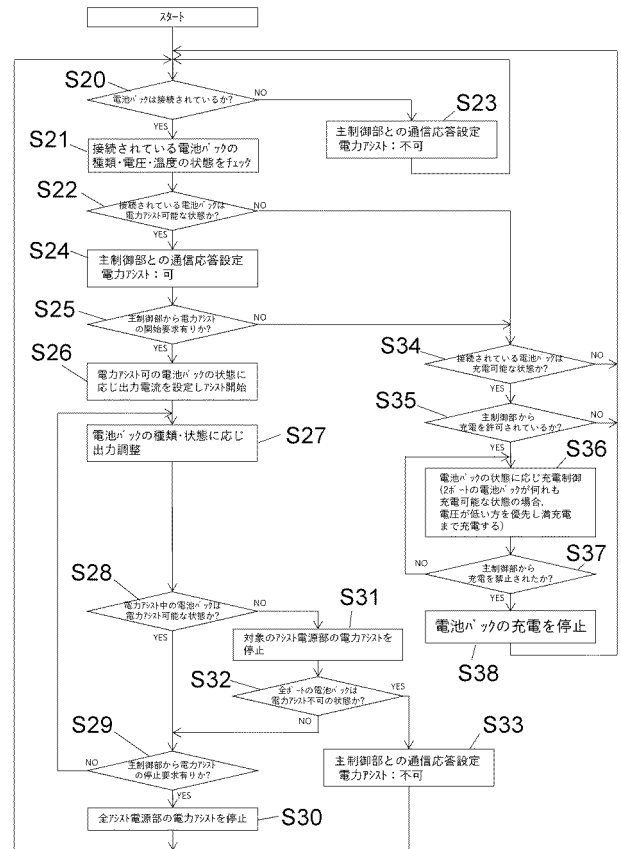 スタート
S20
電池パックは接続されているか?
NO
YES
S23
主制御部との通信応答設定
電力アシスト：不可
S21
接続されている電池パックの
種類・電圧・温度の状態をチェック
S22
接続されている電池パックは
電力アシスト可能な状態か?
NO
YES
S24
主制御部との通信応答設定
電力アシスト：可
S25
主制御部から電力アシスト
の開始要求有りか?
NO
YES
S26
電力アシスト可の電池パックの状態に
応じ出力電流を設定しアシスト開始
S27
電池パックの種類・状態に応じ
出力調整
S34
接続されている電池パックは
充電可能な状態か?
NO
YES
S35
主制御部から
充電を許可されているか?
NO
YES
S36
電池パックの状態に応じ充電制御
(2ポートの電池パックが何れも
充電可能な状態の場合,
電圧が低い方を優先し満充電
まで充電する)
S37
主制御部から
充電を禁止されたか?
NO
YES
電池パックの充電を停止
S38
S28
電力アシスト中の電池パックは
電力アシスト可能な状態か?
NO
YES
S31
対象のアシスト電源部の電力アシストを
停止
S32
全ポートの電池パックは
電力アシスト不可の状態か?
YES
NO
S33
主制御部との通信応答設定
電力アシスト：不可
S29
主制御部から電力アシスト
の停止要求有りか?
NO
YES
全アシスト電源部の電力アシストを停止
S30